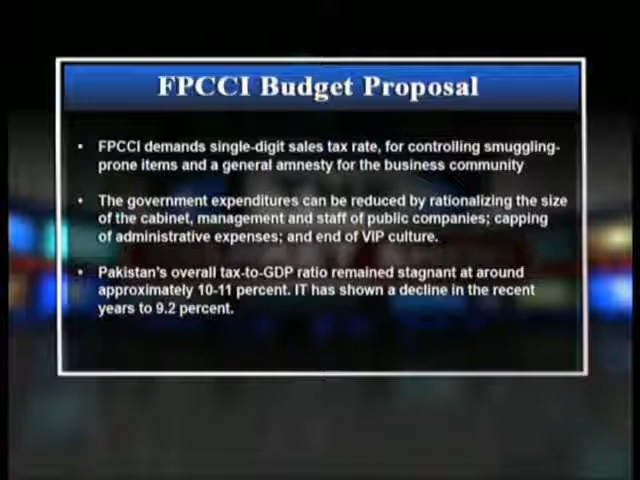 FPCCI Budget Proposal
• FPCCI demands single-digit sales tax rate, for controlling smuggling-
prone items and a general amnesty for the business community
• The government expenditures can be reduced by rationalizing the size
of the cabinet, management and staff of public companies; capping
of administrative expenses; and end of VIP culture.
• Pakistan's overall tax-to-GDP ratio remained stagnant at around
approximately 10-11 percent. IT has shown a decline in the recent
years to 9.2 percent.